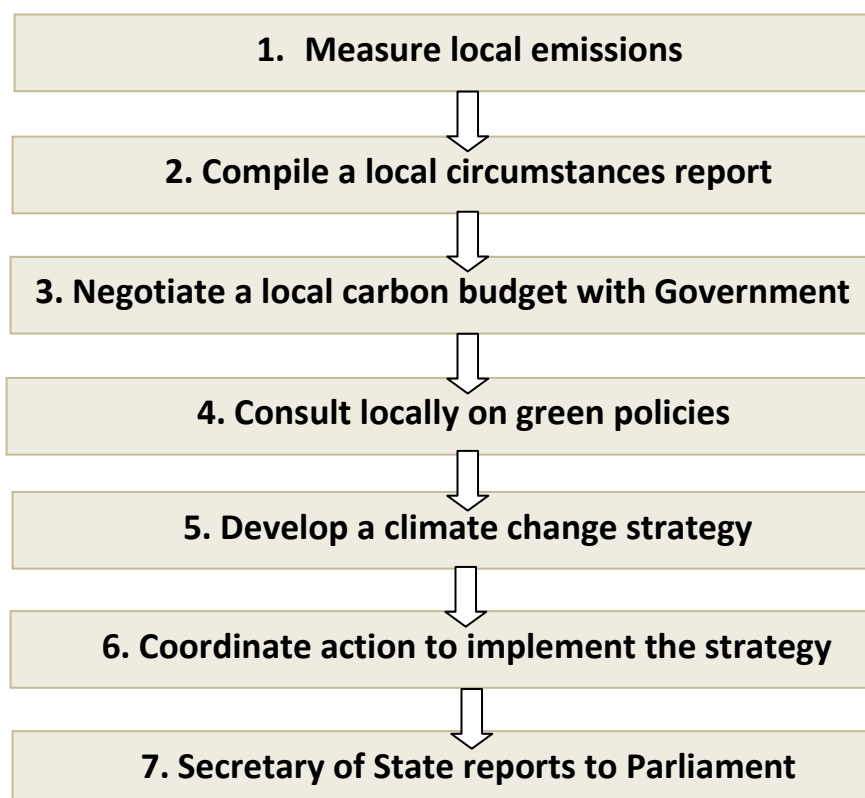 1. Measure local emissions
2. Compile a local circumstances report
3. Negotiate a local carbon budget with Government
4. Consult locally on green policies
5. Develop a climate change strategy
6. Coordinate action to implement the strategy
7. Secretary of State reports to Parliament